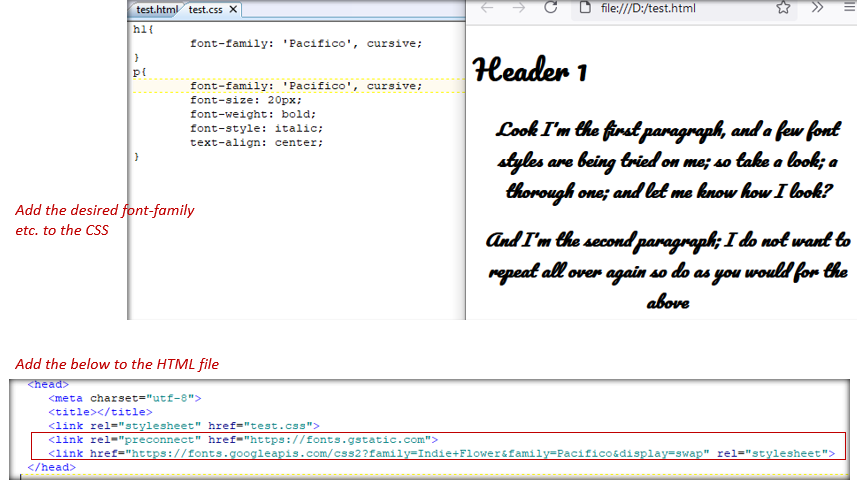 test.html test.css
file:///D:/test.html
h1{
font-family: 'Pacifico', cursive;
}
p{
font-family: 'Pacifico', cursive;
font-size: 20px;
font-weight: bold;
font-style: italic;
text-align: center;
}
Header 1
Look I'm the first paragraph, and a few font
styles are being tried on me; so take a look; a
thorough one; and let me know how I look?
And I'm the second paragraph; I do not want to
repeat all over again so do as you would for the
above
Add the desired font-family
etc. to the CSS
Add the below to the HTML file
<head>
<meta charset="utf-8">
<title></title>
<link rel="stylesheet" href="test.css">
<link rel="preconnect" href="https://fonts.gstatic.com">
<link href="https://fonts.googleapis.com/css2?family=Indie+Flower&family=Pacifico&display=swap" rel="stylesheet">
</head>